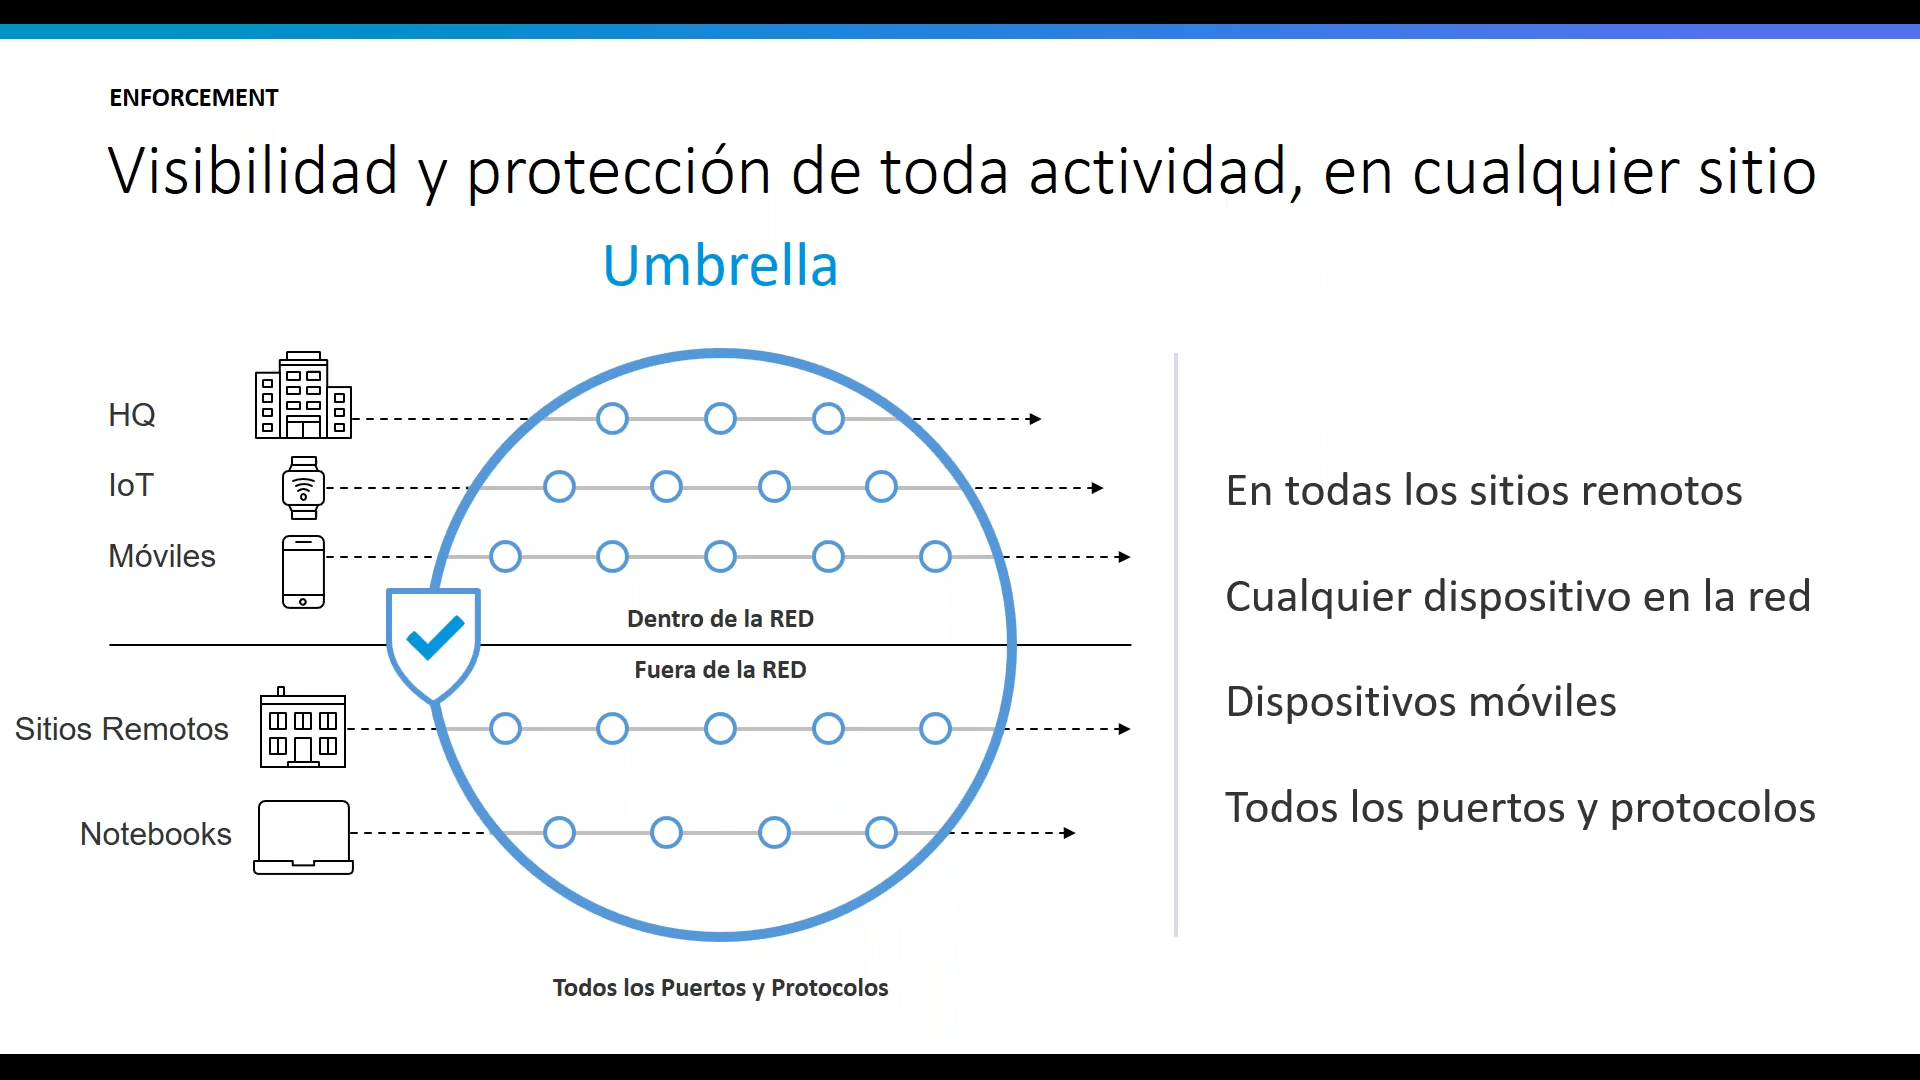 ENFORCEMENT
Visibilidad y protección de toda actividad, en cualquier sitio
Umbrella
HQ
IoT
Móviles
Dentro de la RED
Fuera de la RED
Sitios Remotos
Notebooks
Todos los Puertos y Protocolos
En todas los sitios remotos
Cualquier dispositivo en la red
Dispositivos móviles
Todos los puertos y protocolos